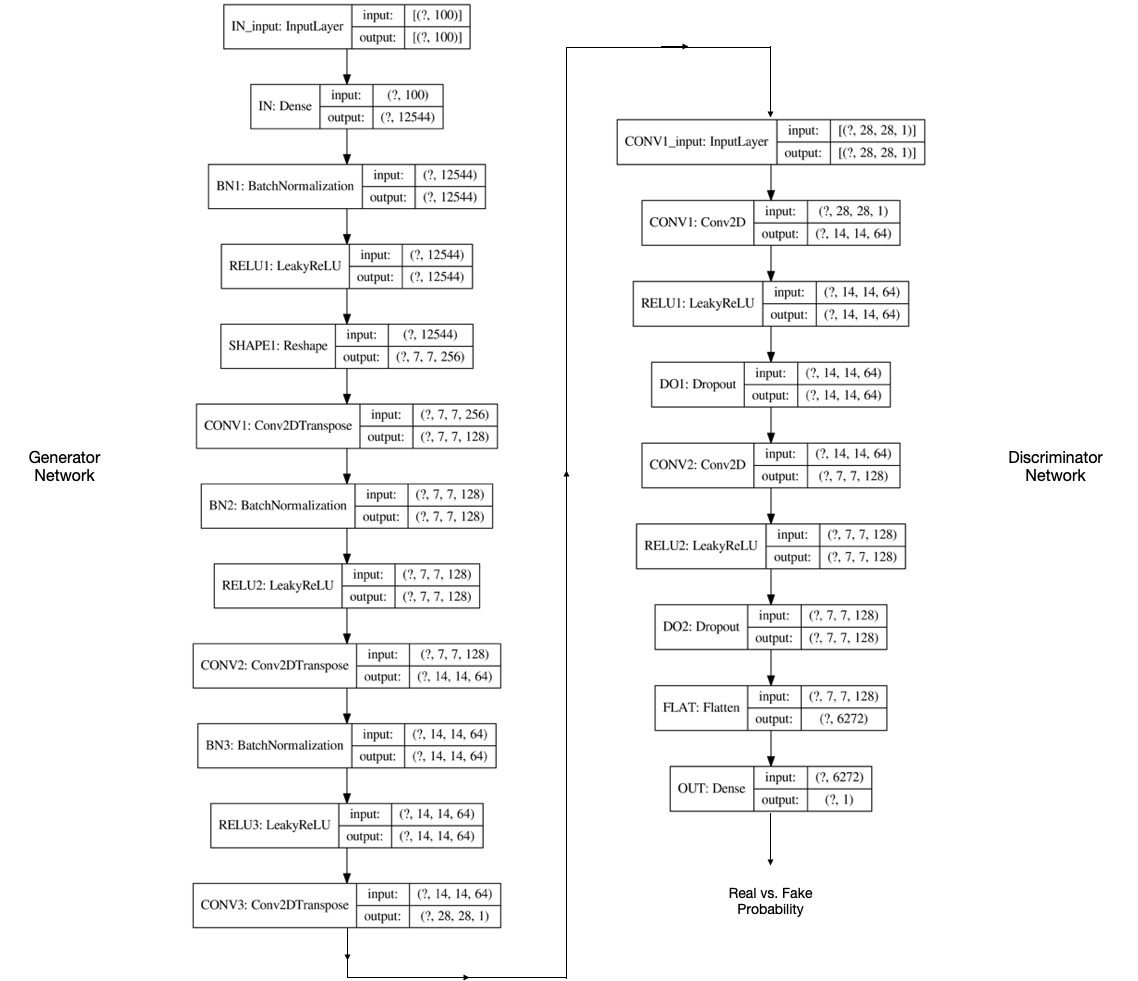 IN_input: InputLayer
input: [(?, 100)]
output: [(?, 100)]
IN: Dense
input: (?, 100)
output: (?, 12544)
BN1: BatchNormalization
input: (?, 12544)
output: (?, 12544)
RELU1: LeakyReLU
input: (?, 12544)
output: (?, 12544)
SHAPE1: Reshape
input: (?, 12544)
output: (?, 7, 7, 256)
CONV1: Conv2DTranspose
input: (?, 7, 7, 256)
output: (?, 7, 7, 128)
Generator
Network
BN2: BatchNormalization
input: (?, 7, 7, 128)
output: (?, 7, 7, 128)
RELU2: LeakyReLU
input: (?, 7, 7, 128)
output: (?, 7, 7, 128)
CONV2: Conv2DTranspose
input: (?, 7, 7, 128)
output: (?, 14, 14, 64)
BN3: BatchNormalization
input: (?, 14, 14, 64)
output: (?, 14, 14, 64)
RELU3: LeakyReLU
input: (?, 14, 14, 64)
output: (?, 14, 14, 64)
CONV3: Conv2DTranspose
input: (?, 14, 14, 64)
output: (?, 28, 28, 1)
CONV1_input: InputLayer
input: [(?, 28, 28, 1)]
output: [(?, 28, 28, 1)]
CONV1: Conv2D
input: (?, 28, 28, 1)
output: (?, 14, 14, 64)
RELU1: LeakyReLU
input: (?, 14, 14, 64)
output: (?, 14, 14, 64)
DO1: Dropout
input: (?, 14, 14, 64)
output: (?, 14, 14, 64)
CONV2: Conv2D
input: (?, 14, 14, 64)
output: (?, 7, 7, 128)
Discriminator
Network
RELU2: LeakyReLU
input: (?, 7, 7, 128)
output: (?, 7, 7, 128)
DO2: Dropout
input: (?, 7, 7, 128)
output: (?, 7, 7, 128)
FLAT: Flatten
input: (?, 7, 7, 128)
output: (?, 6272)
OUT: Dense
input: (?, 6272)
output: (?, 1)
Real vs. Fake
Probability